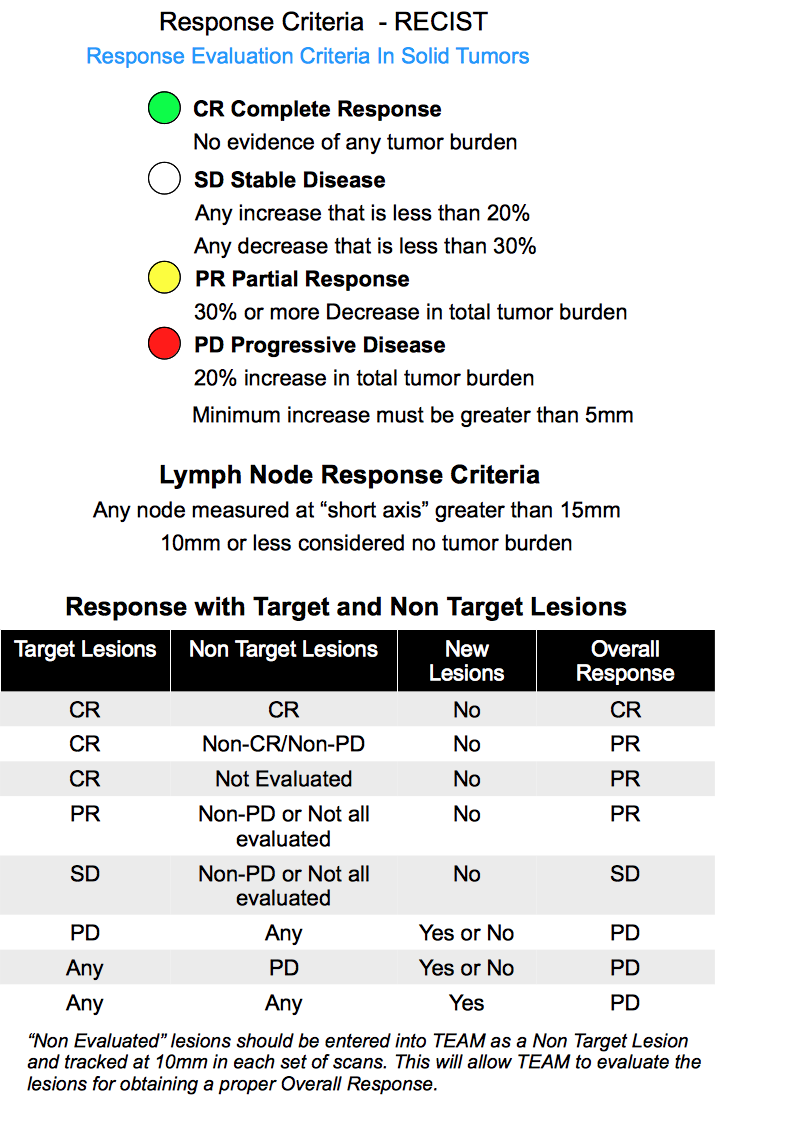 Response Criteria - RECIST
Response Evaluation Criteria In Solid Tumors
CR Complete Response
No evidence of any tumor burden
SD Stable Disease
Any increase that is less than 20%
Any decrease that is less than 30%
PR Partial Response
30% or more Decrease in total tumor burden
PD Progressive Disease
20% increase in total tumor burden
Minimum increase must be greater than 5mm
Lymph Node Response Criteria
Any node measured at “short axis” greater than 15mm
10mm or less considered no tumor burden
Response with Target and Non Target Lesions
Target Lesions Non Target Lesions New Lesions Overall Response
CR CR No CR
CR Non-CR/Non-PD No PR
CR Not Evaluated No PR
PR Non-PD or Not all evaluated No PR
SD Non-PD or Not all evaluated No SD
PD Any Yes or No PD
Any PD Yes or No PD
Any Any Yes PD
“Non Evaluated” lesions should be entered into TEAM as a Non Target Lesion
and tracked at 10mm in each set of scans. This will allow TEAM to evaluate the
lesions for obtaining a proper Overall Response.